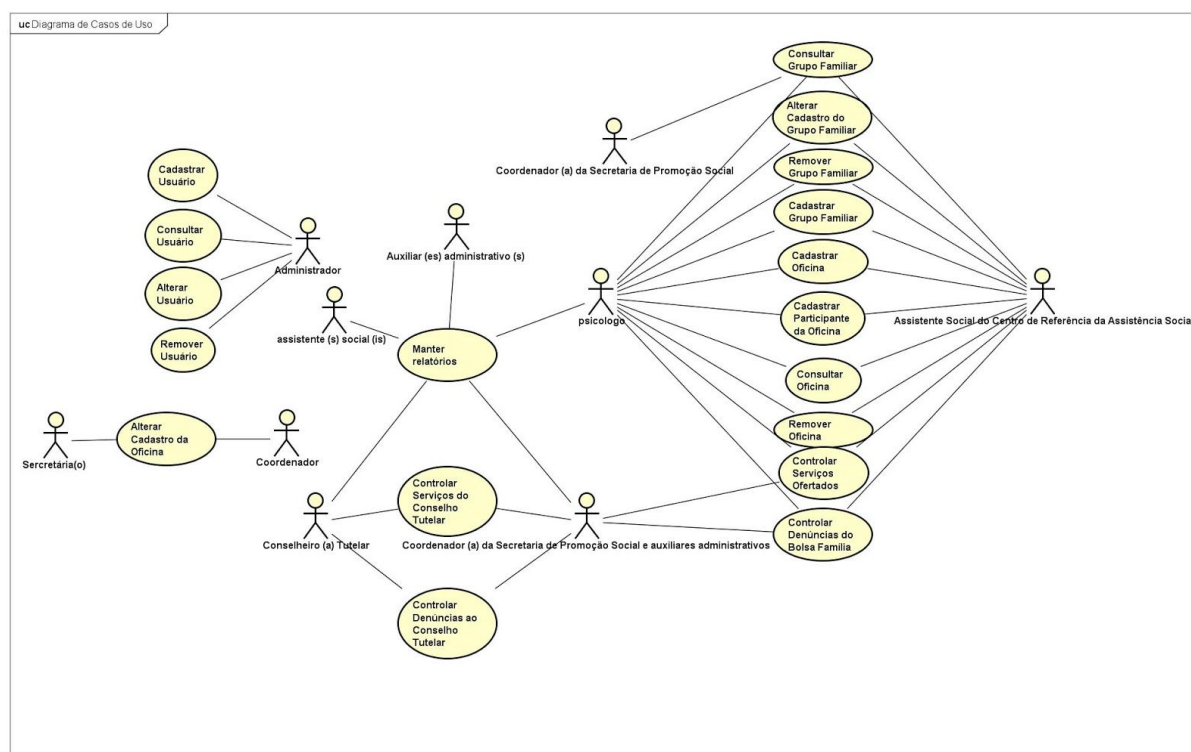 uc Diagrama de Casos de Uso
Consultar
Grupo Familiar
Alterar
Cadastro do
Grupo Familiar
Coordenador (a) da Secretaria de Promoção Social
Remover
Grupo Familiar
Cadastrar
Usuário
Cadastrar
Grupo Familiar
Consultar
Usuário
Administrador
Auxiliar (es) administrativo (s)
Cadastrar
Oficina
Alterar
Usuário
psicologo
Cadastrar
Participante
da Oficina
Assistente Social do Centro de Referência da Assistência Social
assistente (s) social (is)
Remover
Usuário
Manter
relatórios
Consultar
Oficina
Alterar
Cadastro da
Oficina
Sercretária(o)
Coordenador
Remover
Oficina
Controlar
Serviços
Ofertados
Controlar
Serviços do
Conselho
Tutelar
Conselheiro (a) Tutelar
Coordenador (a) da Secretaria de Promoção Social e auxiliares administrativos
Controlar
Denúncias do
Bolsa Família
Controlar
Denúncias ao
Conselho
Tutelar